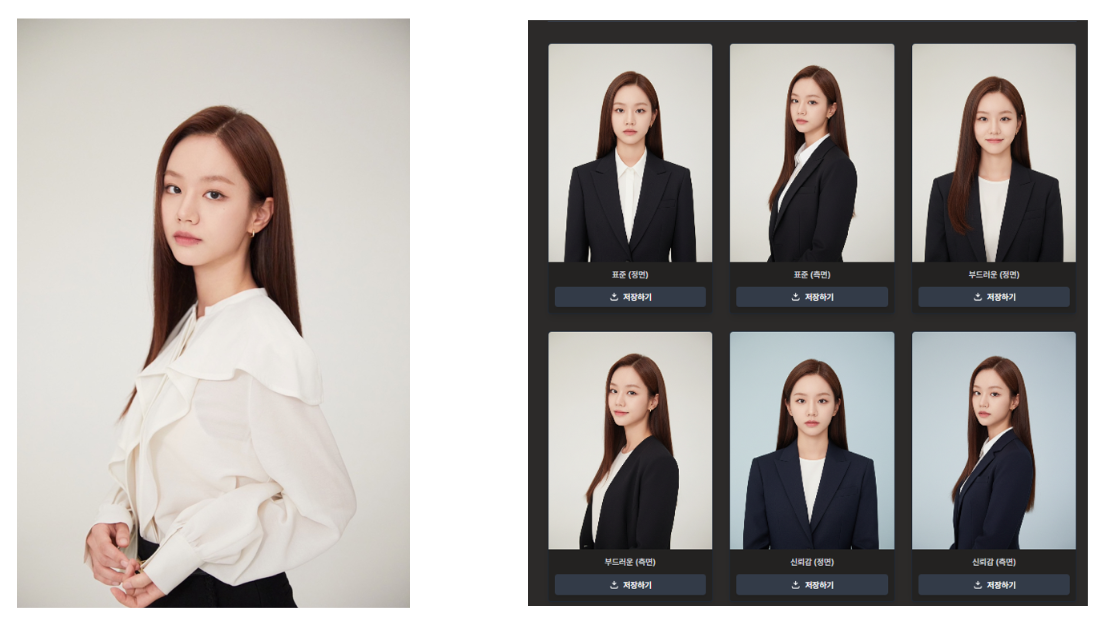 표준 (정면)
저장하기
표준 (측면)
저장하기
부드러운 (정면)
저장하기
부드러운 (측면)
저장하기
신뢰감 (정면)
저장하기
신뢰감 (측면)
저장하기